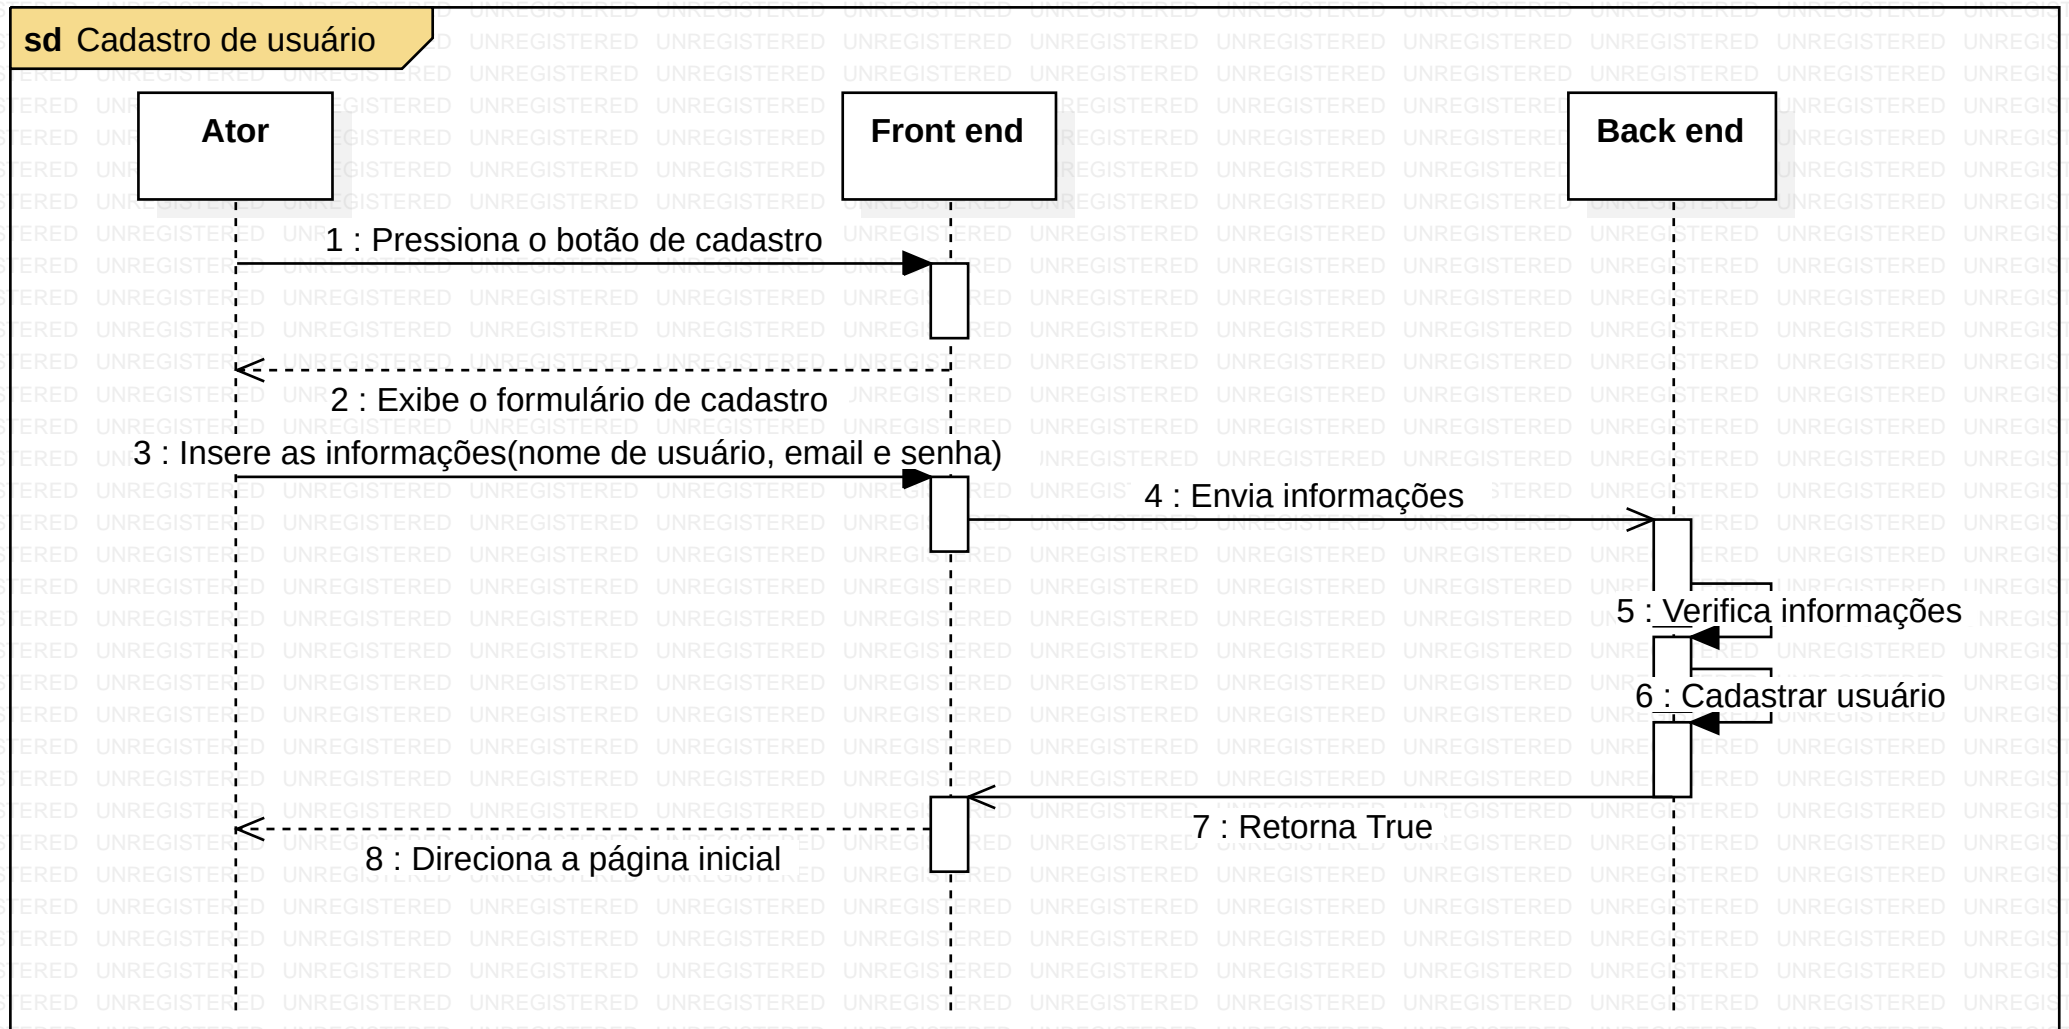 sd Cadastro de usuário
Ator
Front end
Back end
1 : Pressiona o botão de cadastro
2 : Exibe o formulário de cadastro
3 : Insere as informações(nome de usuário, email e senha)
4 : Envia informações
5 : Verifica informações
6 : Cadastrar usuário
7 : Retorna True
8 : Direciona a página inicial
UNREGISTERED